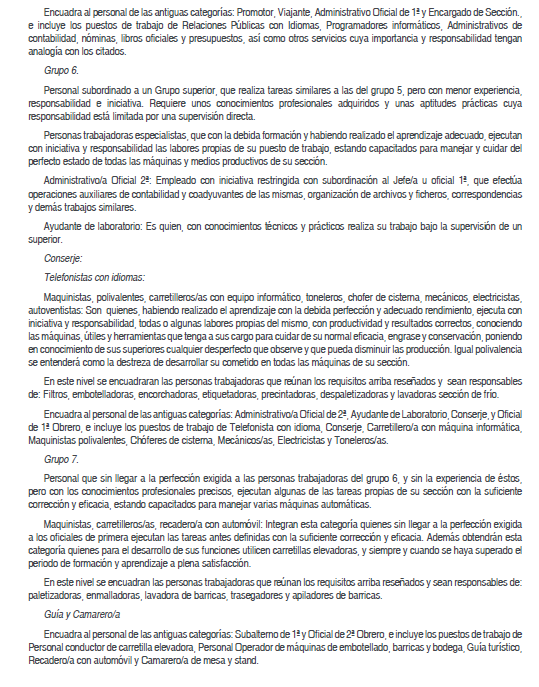 Encuadra al personal de las antiguas categorías: Promotor, Viajante, Administrativo Oficial de 1ª y Encargado de Sección.,
e incluye los puestos de trabajo de Relaciones Públicas con Idiomas, Programadores informáticos, Administrativos de
contabilidad, nóminas, libros oficiales y presupuestos, así como otros servicios cuya importancia y responsabilidad tengan
analogía con los citados.
Grupo 6.
Personal subordinado a un Grupo superior, que realiza tareas similares a las del grupo 5, pero con menor experiencia,
responsabilidad e iniciativa. Requiere unos conocimientos profesionales adquiridos y unas aptitudes prácticas cuya
responsabilidad está limitada por una supervisión directa.
Personas trabajadoras especialistas, que con la debida formación y habiendo realizado el aprendizaje adecuado, ejecutan
con iniciativa y responsabilidad las labores propias de su puesto de trabajo, estando capacitados para manejar y cuidar del
perfecto estado de todas las máquinas y medios productivos de su sección.
Administrativo/a Oficial 2ª: Empleado con iniciativa restringida con subordinación al Jefe/a u oficial 1ª, que efectúa
operaciones auxiliares de contabilidad y coadyuvantes de las mismas, organización de archivos y ficheros, correspondencias
y demás trabajos similares.
Ayudante de laboratorio: Es quien, con conocimientos técnicos y prácticos realiza su trabajo bajo la supervisión de un
superior.
Conserje:
Telefonistas con idiomas:
Maquinistas, polivalentes, carretilleros/as con equipo informático, toneleros, chofer de cisterna, mecánicos, electricistas,
autoventistas: Son quienes, habiendo realizado el aprendizaje con la debida perfección y adecuado rendimiento, ejecuta con
iniciativa y responsabilidad, todas o algunas labores propias del mismo, con productividad y resultados correctos, conociendo
las máquinas, útiles y herramientas que tenga a sus cargo para cuidar de su normal eficacia, engrase y conservación, poniendo
en conocimiento de sus superiores cualquier desperfecto que observe y que pueda disminuir las producción. Igual polivalencia
se entenderá como la destreza de desarrollar su cometido en todas las máquinas de su sección.
En este nivel se encuadraran las personas trabajadoras que reúnan los requisitos arriba reseñados y sean responsables
de: Filtros, embotelladoras, encorchadoras, etiquetadoras, precintadoras, despaletizadoras y lavadoras sección de frío.
Encuadra al personal de las antiguas categorías: Administrativo/a Oficial de 2ª, Ayudante de Laboratorio, Conserje, y Oficial
de 1ª Obrero, e incluye los puestos de trabajo de Telefonista con idioma, Conserje, Carretillero/a con máquina informática,
Maquinistas polivalentes, Chóferes de cisterna, Mecánicos/as, Electricistas y Toneleros/as.
Grupo 7.
Personal que sin llegar a la perfección exigida a las personas trabajadoras del grupo 6, y sin la experiencia de éstos,
pero con los conocimientos profesionales precisos, ejecutan algunas de las tareas propias de su sección con la suficiente
corrección y eficacia, estando capacitados para manejar varias máquinas automáticas.
Maquinistas, carretilleros/as, recadero/a con automóvil: Integran esta categoría quienes sin llegar a la perfección exigida
a los oficiales de primera ejecutan las tareas antes definidas con la suficiente corrección y eficacia. Además obtendrán esta
categoría quienes para el desarrollo de sus funciones utilicen carretillas elevadoras, y siempre y cuando se haya superado el
periodo de formación y aprendizaje a plena satisfacción.
En este nivel se encuadran las personas trabajadoras que reúnan los requisitos arriba reseñados y sean responsables de:
paletizadoras, enmalladoras, lavadora de barricas, trasegadores y apiladores de barricas.
Guía y Camarero/a
Encuadra al personal de las antiguas categorías: Subalterno de 1ª y Oficial de 2ª Obrero, e incluye los puestos de trabajo de
Personal conductor de carretilla elevadora, Personal Operador de máquinas de embotellado, barricas y bodega, Guía turístico,
Recadero/a con automóvil y Camarero/a de mesa y stand.